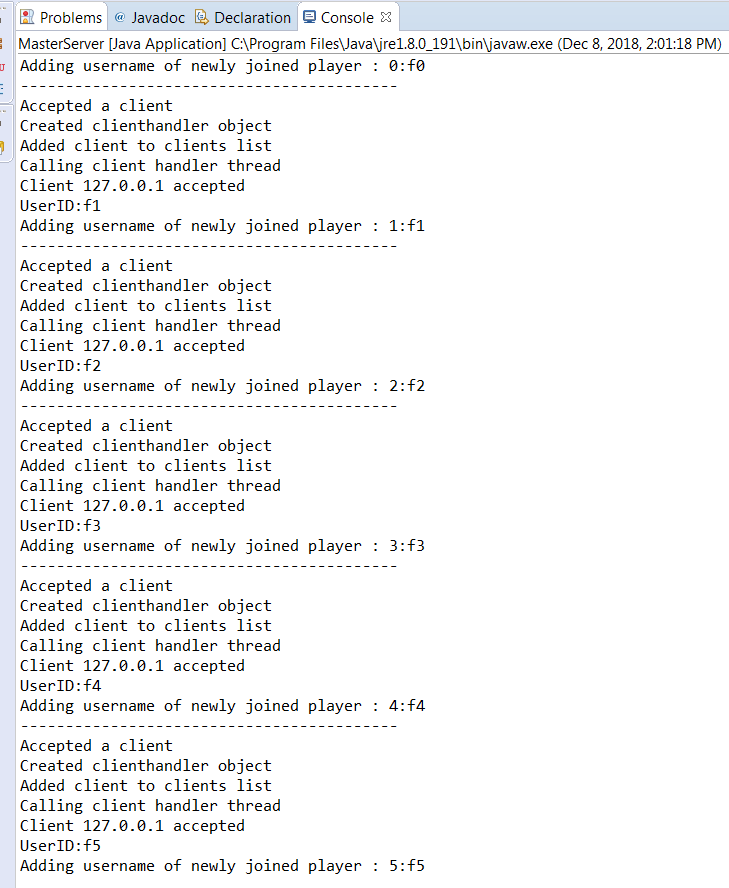 Problems @ Javadoc Declaration Console
MasterServer [Java Application] C:\Program Files\Java\jre1.8.0_191\bin\javaw.exe (Dec 8, 2018, 2:01:18 PM)
Adding username of newly joined player : 0:f0
------------------------------------------
Accepted a client
Created clienthandler object
Added client to clients list
Calling client handler thread
Client 127.0.0.1 accepted
UserID:f1
Adding username of newly joined player : 1:f1
------------------------------------------
Accepted a client
Created clienthandler object
Added client to clients list
Calling client handler thread
Client 127.0.0.1 accepted
UserID:f2
Adding username of newly joined player : 2:f2
------------------------------------------
Accepted a client
Created clienthandler object
Added client to clients list
Calling client handler thread
Client 127.0.0.1 accepted
UserID:f3
Adding username of newly joined player : 3:f3
------------------------------------------
Accepted a client
Created clienthandler object
Added client to clients list
Calling client handler thread
Client 127.0.0.1 accepted
UserID:f4
Adding username of newly joined player : 4:f4
------------------------------------------
Accepted a client
Created clienthandler object
Added client to clients list
Calling client handler thread
Client 127.0.0.1 accepted
UserID:f5
Adding username of newly joined player : 5:f5